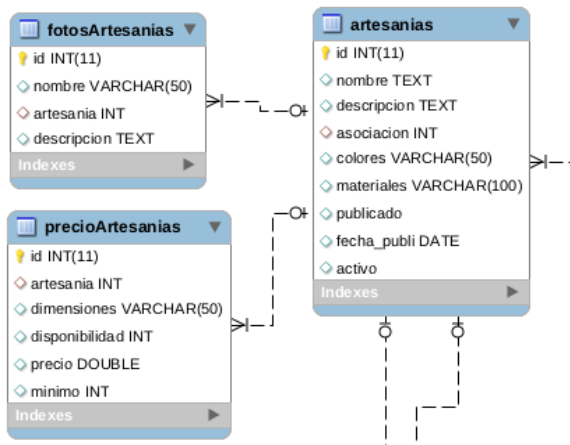 fotosArtesanias
id INT(11)
nombre VARCHAR(50)
artesania INT
descripcion TEXT
Indexes
precioArtesanias
id INT(11)
artesania INT
dimensiones VARCHAR(50)
disponibilidad INT
precio DOUBLE
minimo INT
Indexes
artesanias
id INT(11)
nombre TEXT
descripcion TEXT
asociacion INT
colores VARCHAR(50)
materiales VARCHAR(100)
publicado
fecha_publi DATE
activo
Indexes